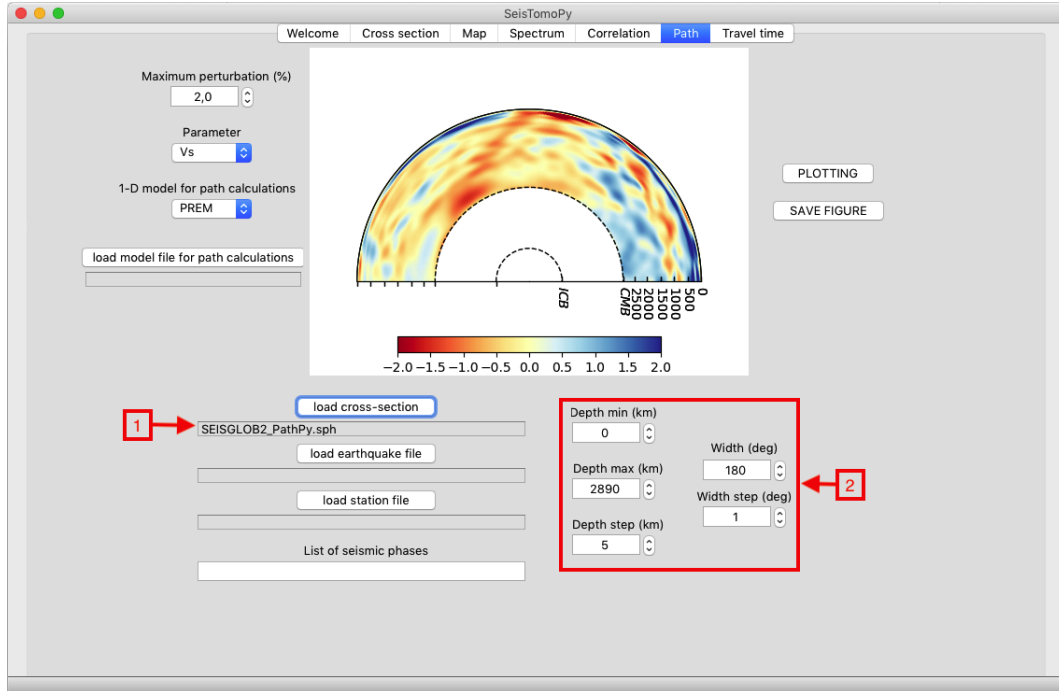 SeisTomoPy
Welcome Cross section Map Spectrum Correlation Path Travel time
Maximum perturbation (%)
2,0
Parameter
Vs
1-D model for path calculations
PREM
load model file for path calculations
PLOTTING
SAVE FIGURE
ICB
CMB
2500
2000
1500
1000
500
0
−2.0 −1.5 −1.0 −0.5 0.0 0.5 1.0 1.5 2.0
load cross-section
1
SEISGLOB2_PathPy.sph
load earthquake file
load station file
List of seismic phases
Depth min (km)
0
Depth max (km)
2890
Depth step (km)
5
Width (deg)
180
Width step (deg)
1
2